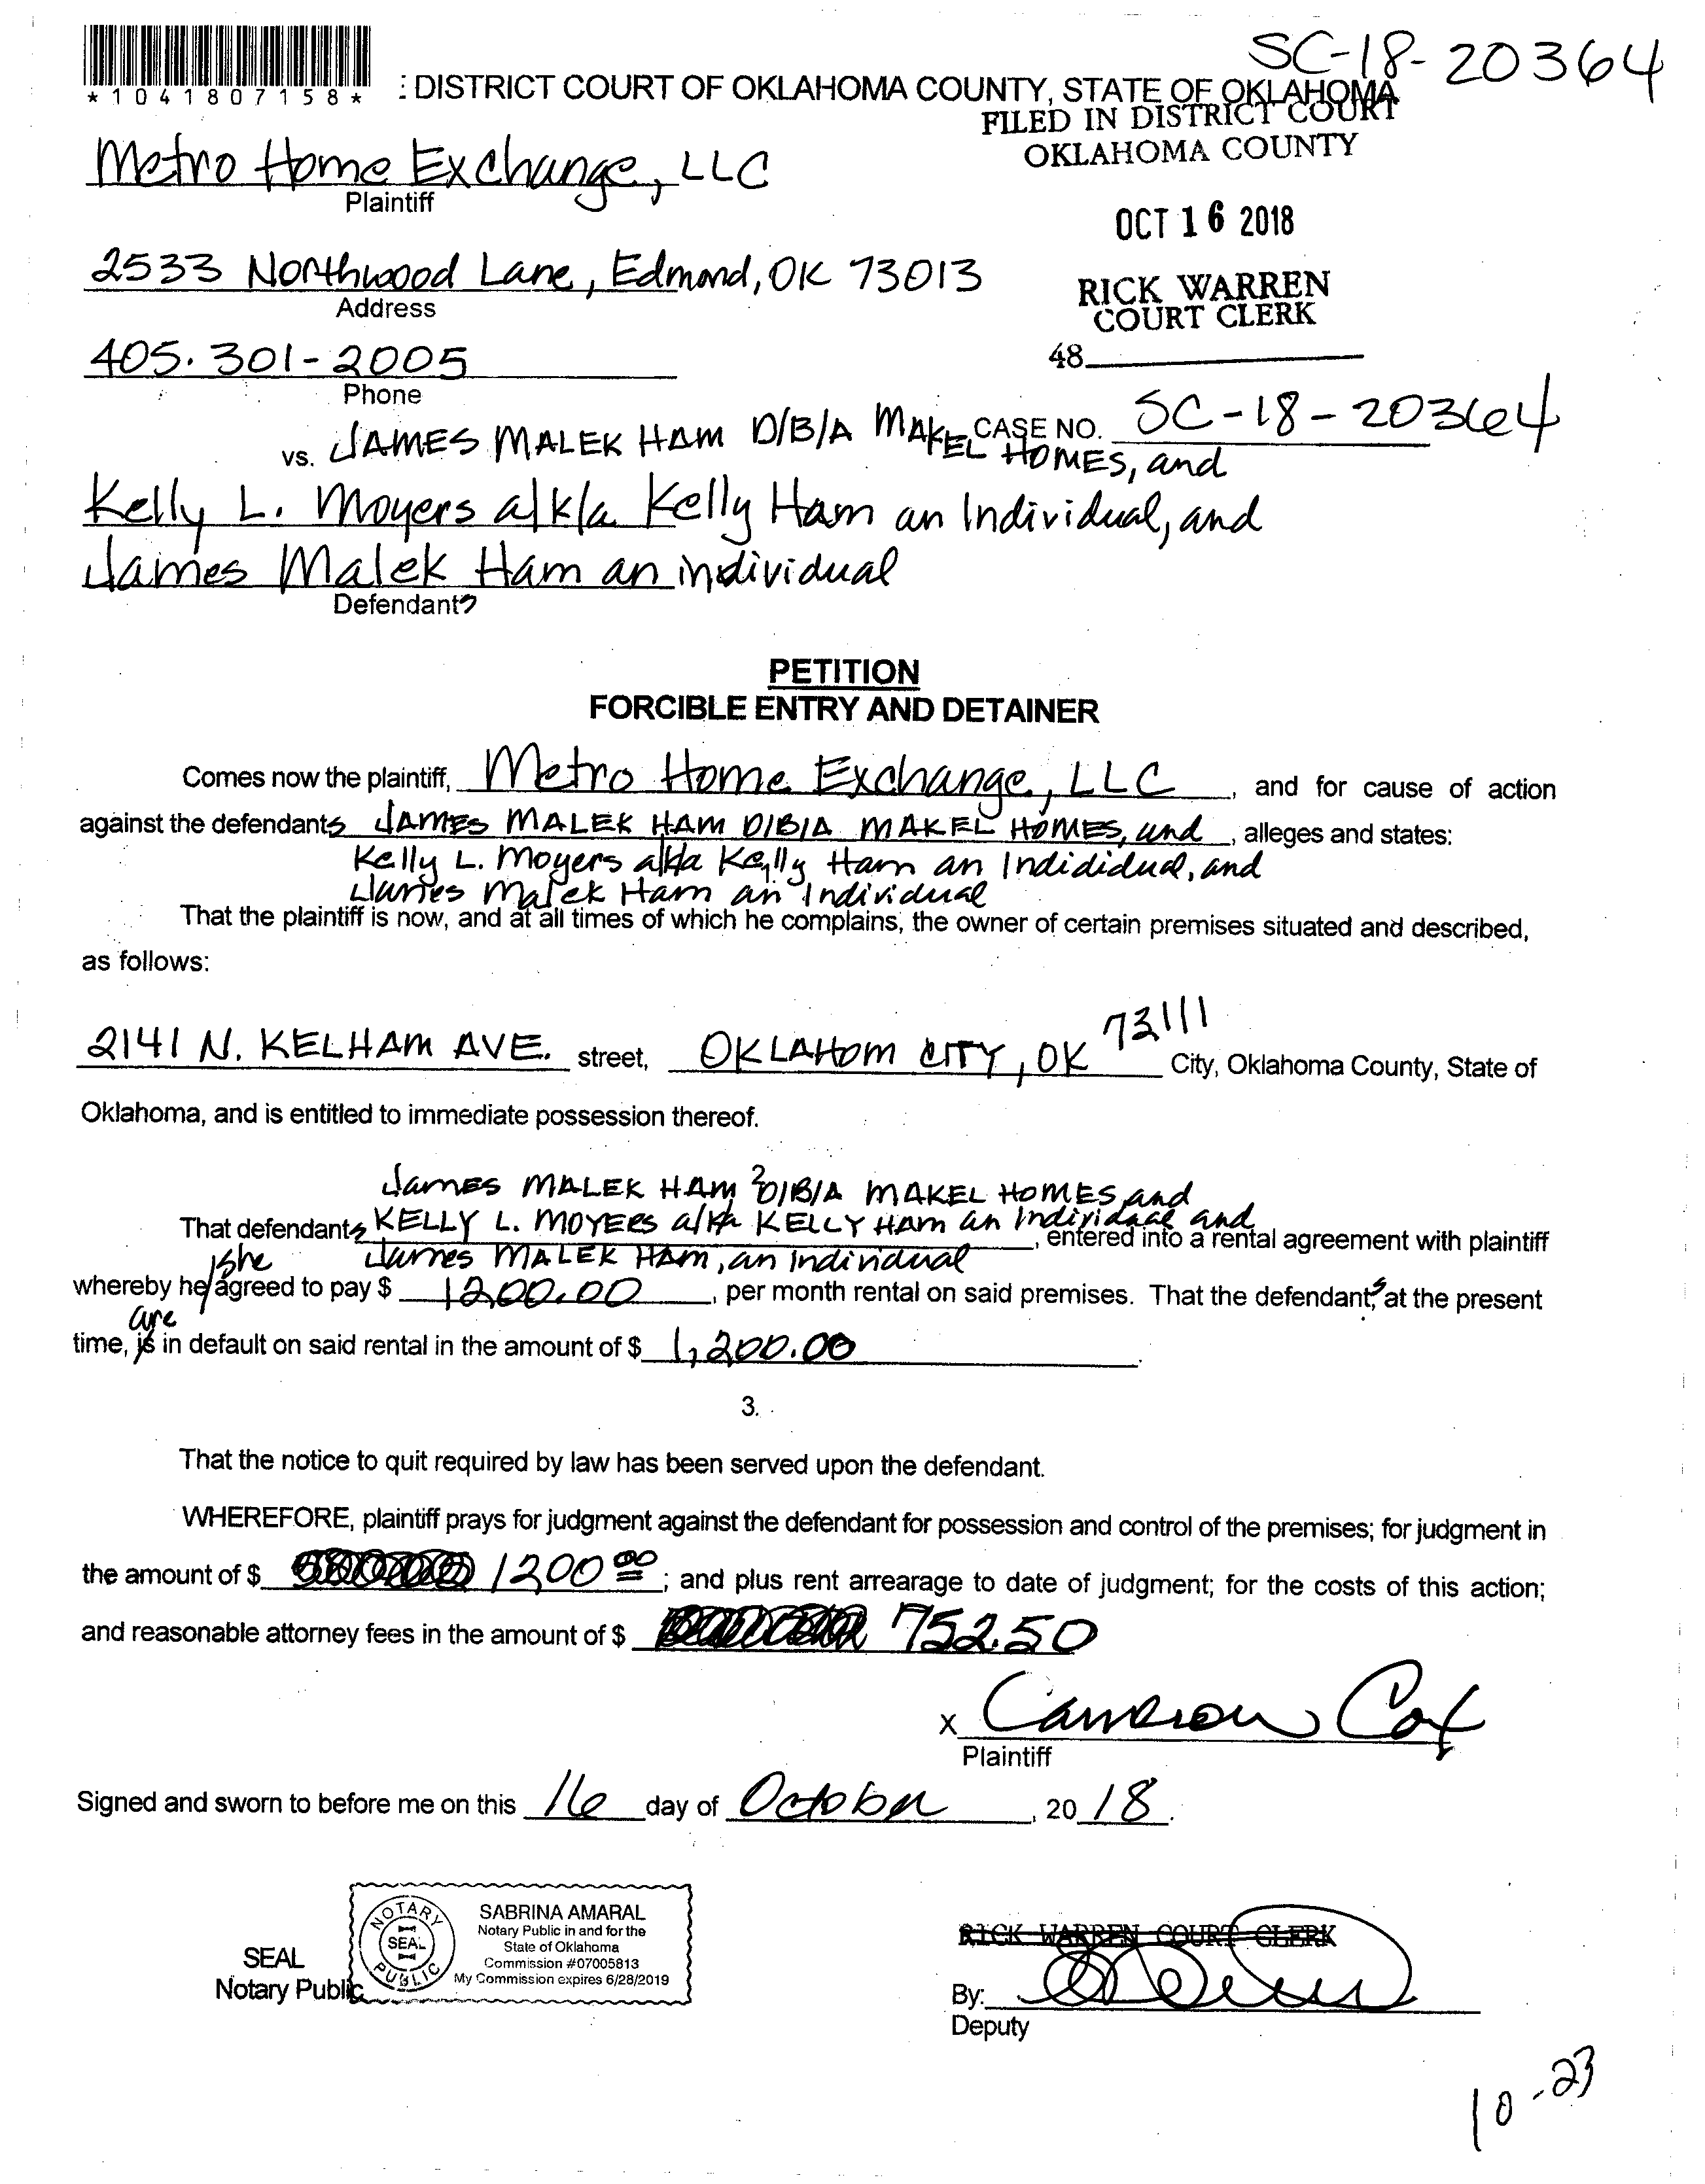 SC-18-20364
*1041807158*
: DISTRICT COURT OF OKLAHOMA COUNTY, STATE OF OKLAHOMA
FILED IN DISTRICT COURT
OKLAHOMA COUNTY
Metro Home Exchange, LLC
Plaintiff
OCT 16 2018
2533 Northwood Lane, Edmond, OK 73013
Address
RICK WARREN
COURT CLERK
405.301-2005
48
Phone
CASE NO. SC-18-20364
vs. JAMES MALEK HAM D/B/A MAKEL HOMES, and
Kelly L. Moyers a/k/a Kelly Ham an Individual, and
James Malek Ham an individual
Defendants
PETITION
FORCIBLE ENTRY AND DETAINER
Comes now the plaintiff, Metro Home Exchange, LLC, and for cause of action
against the defendants JAMES MALEK HAM D/B/A MAKEL HOMES, and, alleges and states:
Kelly L. Moyers a/k/a Kelly Ham an Indididual, and
James Malek Ham an Individual
That the plaintiff is now, and at all times of which he complains, the owner of certain premises situated and described,
as follows:
2141 N. KELHAM AVE. street, OKLAHOM CITY, OK 73111 City, Oklahoma County, State of
Oklahoma, and is entitled to immediate possession thereof.
James MALEK HAM D/B/A MAKEL HOMES and
2
That defendants KELLY L. MOYERS a/k/a KELLY HAM an Individual and, entered into a rental agreement with plaintiff
James MALEK HAM, an individual
whereby he/she agreed to pay $ 1200.00, per month rental on said premises. That the defendants, at the present
time, is are in default on said rental in the amount of $ 1,200.00.
3.
That the notice to quit required by law has been served upon the defendant.
WHEREFORE, plaintiff prays for judgment against the defendant for possession and control of the premises; for judgment in
the amount of $ 1200 00; and plus rent arrearage to date of judgment; for the costs of this action;
and reasonable attorney fees in the amount of $ 752.50
X Cameron Cox
Plaintiff
Signed and sworn to before me on this 16 day of October, 2018.
NOTARY PUBLIC
SEAL
SABRINA AMARAL
Notary Public in and for the
State of Oklahoma
Commission #07005813
My Commission expires 6/28/2019
SEAL
Notary Public
RICK WARREN COURT CLERK
By:
Deputy
10-23